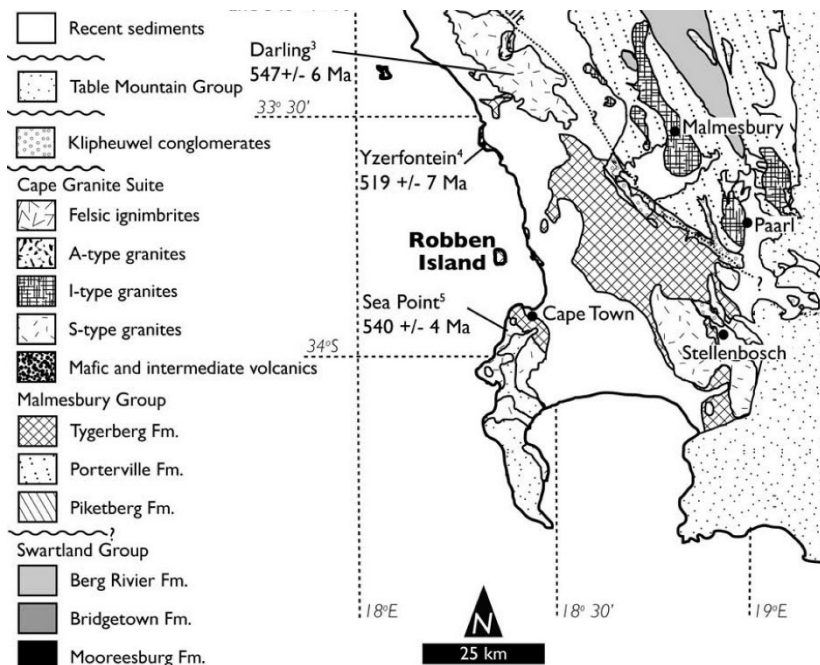 Recent sediments
Table Mountain Group
Klipheuwel conglomerates
Cape Granite Suite
Felsic ignimbrites
A-type granites
I-type granites
S-type granites
Mafic and intermediate volcanics
Malmesbury Group
Tygerberg Fm.
Porterville Fm.
Piketberg Fm.
?
Swartland Group
Berg Rivier Fm.
Bridgetown Fm.
Mooreesburg Fm.
Darling³
547+/- 6 Ma
33° 30'
Malmesbury
Yzerfontein⁴
519 +/- 7 Ma
Paarl
Robben
Island
Sea Point⁵
540 +/- 4 Ma
Cape Town
34°S
Stellenbosch
18°E
18° 30'
19°E
N
25 km